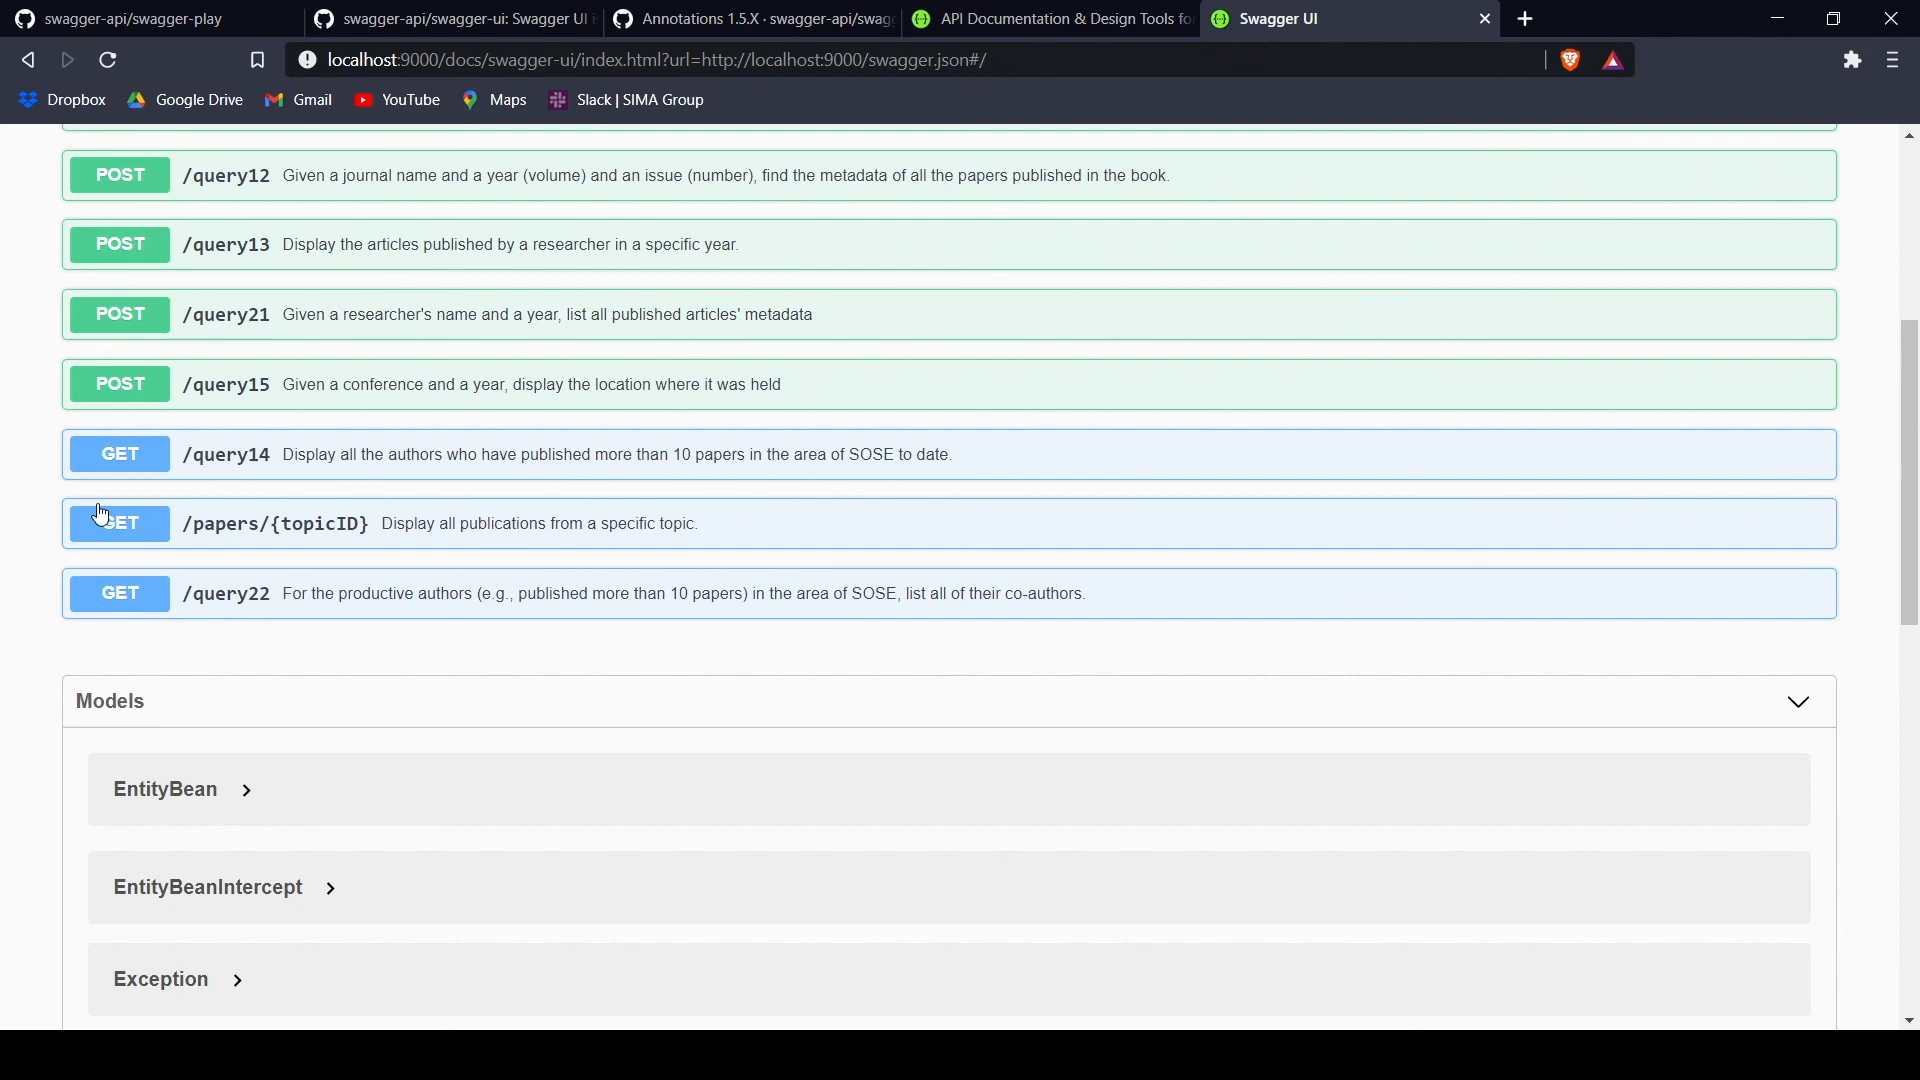 swagger-api/swagger-play
swagger-api/swagger-ui: Swagger UI i
Annotations 1.5.X · swagger-api/swag
API Documentation & Design Tools fo
Swagger UI
localhost:9000/docs/swagger-ui/index.html?url=http://localhost:9000/swagger.json#/
Dropbox
Google Drive
Gmail
YouTube
Maps
Slack | SIMA Group
POST /query12 Given a journal name and a year (volume) and an issue (number), find the metadata of all the papers published in the book.
POST /query13 Display the articles published by a researcher in a specific year.
POST /query21 Given a researcher's name and a year, list all published articles' metadata
POST /query15 Given a conference and a year, display the location where it was held
GET /query14 Display all the authors who have published more than 10 papers in the area of SOSE to date.
GET /papers/{topicID} Display all publications from a specific topic.
GET /query22 For the productive authors (e.g., published more than 10 papers) in the area of SOSE, list all of their co-authors.
Models
EntityBean
EntityBeanIntercept
Exception